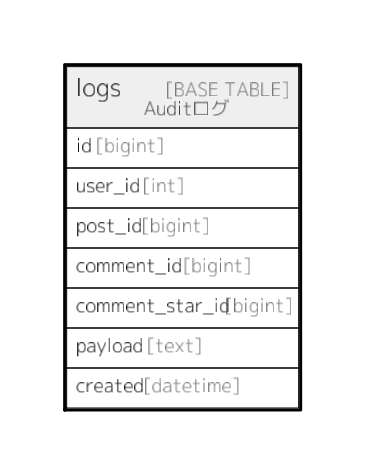 logs [BASE TABLE]
Auditログ
id [bigint]
user_id [int]
post_id [bigint]
comment_id [bigint]
comment_star_id [bigint]
payload [text]
created [datetime]